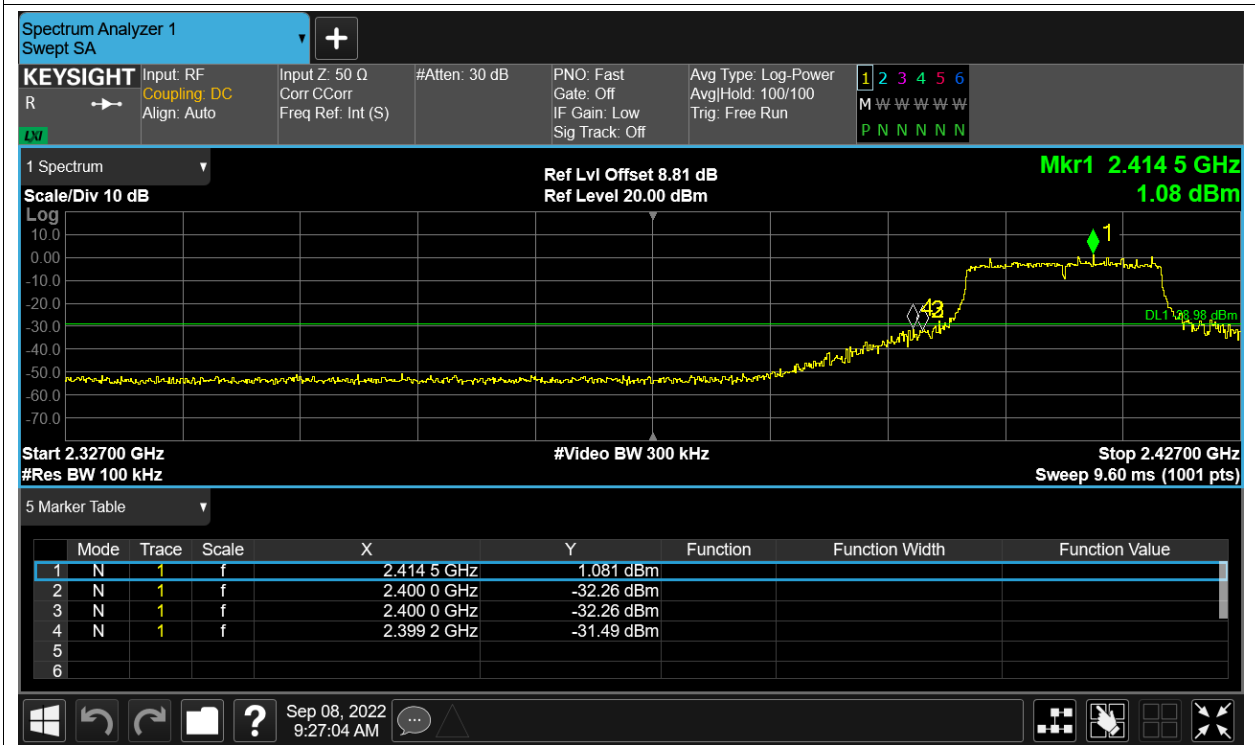 Spectrum Analyzer 1
Swept SA
+
KEYSIGHT Input: RF Input Z: 50 Ω #Atten: 30 dB PNO: Fast Avg Type: Log-Power 1 2 3 4 5 6
R Coupling: DC Corr CCorr Gate: Off Avg|Hold: 100/100 M W W W W W
Align: Auto Freq Ref: Int (S) IF Gain: Low Trig: Free Run
LXI Sig Track: Off P N N N N N
1 Spectrum Ref Lvl Offset 8.81 dB Mkr1 2.414 5 GHz
Scale/Div 10 dB Ref Level 20.00 dBm 1.08 dBm
Log
10.0
0.00
-10.0
-20.0
-30.0
-40.0
-50.0
-60.0
-70.0
1
DL1 -28.98 dBm
Start 2.32700 GHz #Video BW 300 kHz Stop 2.42700 GHz
#Res BW 100 kHz Sweep 9.60 ms (1001 pts)
5 Marker Table
Mode Trace Scale X Y Function Function Width Function Value
1 N 1 f 2.414 5 GHz 1.081 dBm
2 N 1 f 2.400 0 GHz -32.26 dBm
3 N 1 f 2.400 0 GHz -32.26 dBm
4 N 1 f 2.399 2 GHz -31.49 dBm
5
6
? Sep 08, 2022
9:27:04 AM